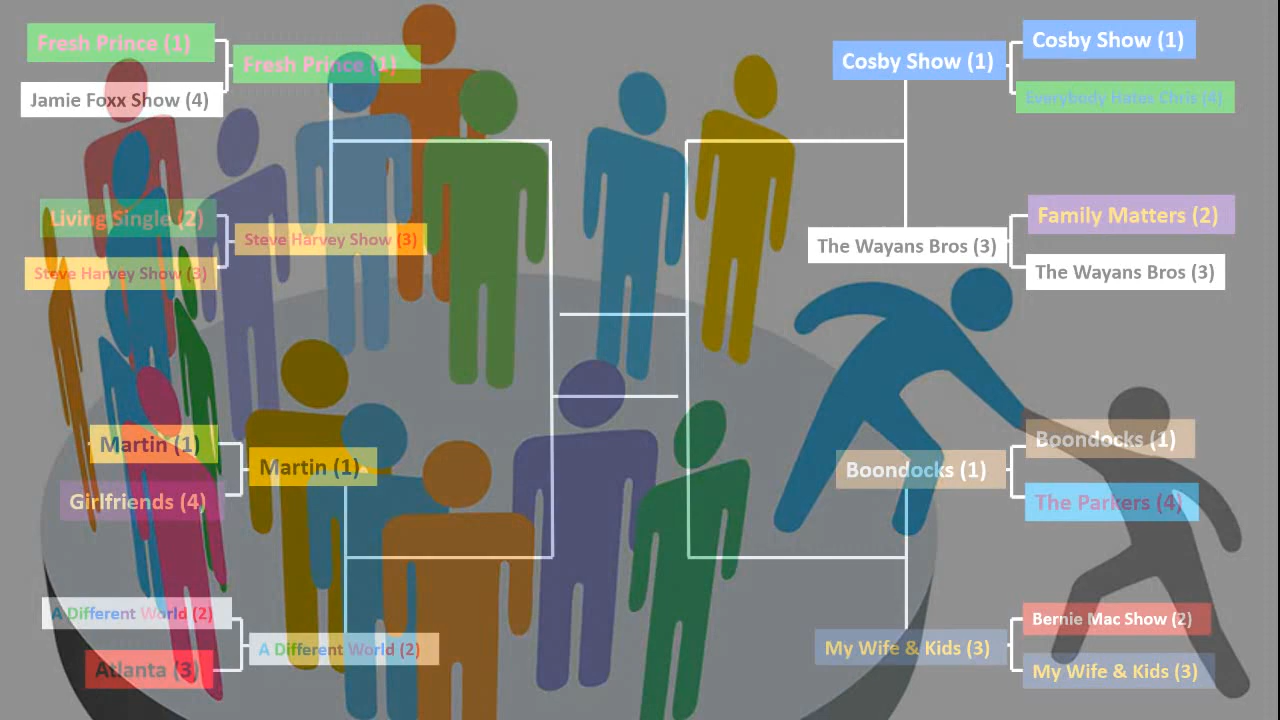 Fresh Prince (1)
Jamie Foxx Show (4)
Fresh Prince (1)
Living Single (2)
Steve Harvey Show (3)
Steve Harvey Show (3)
Martin (1)
Girlfriends (4)
Martin (1)
A Different World (2)
Atlanta (3)
A Different World (2)
Cosby Show (1)
Cosby Show (1)
Everybody Hates Chris (4)
Family Matters (2)
The Wayans Bros (3)
The Wayans Bros (3)
Boondocks (1)
Boondocks (1)
The Parkers (4)
Bernie Mac Show (2)
My Wife & Kids (3)
My Wife & Kids (3)